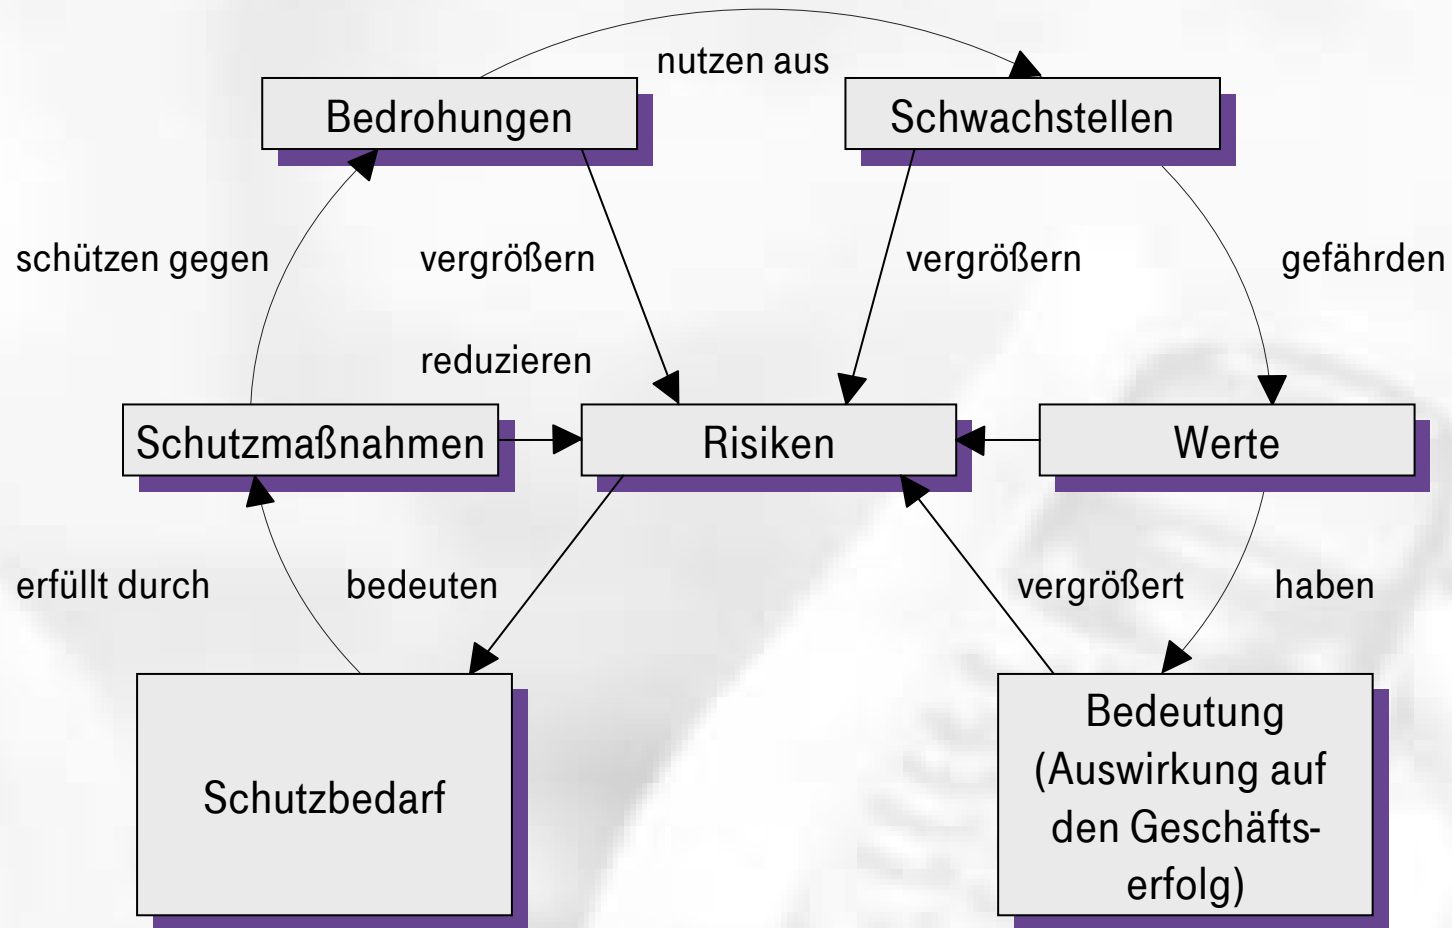 nutzen aus
Bedrohungen
Schwachstellen
schützen gegen
vergrößern
vergrößern
gefährden
reduzieren
Schutzmaßnahmen
Risiken
Werte
erfüllt durch
bedeuten
vergrößert
haben
Schutzbedarf
Bedeutung
(Auswirkung auf
den Geschäfts-
erfolg)